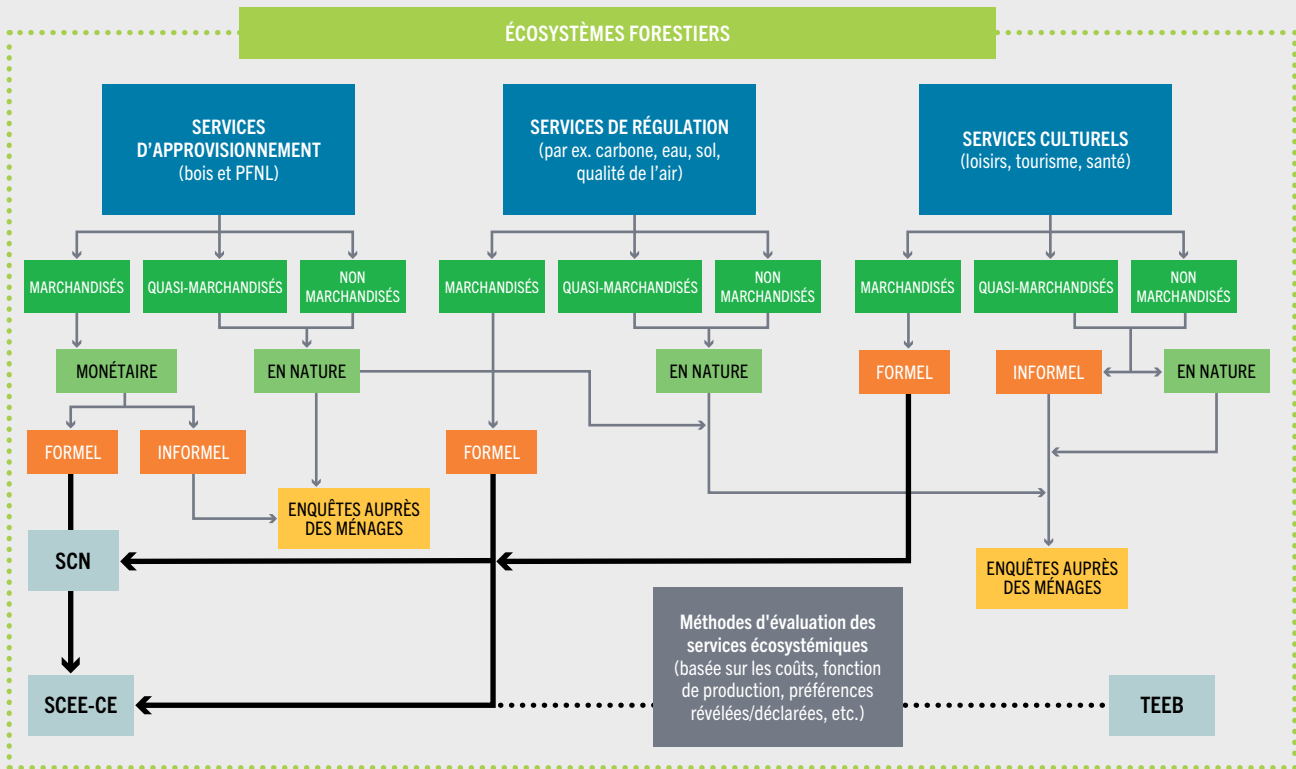 ÉCOSYSTÈMES FORESTIERS
SERVICES
D'APPROVISIONNEMENT
(bois et PFNL)
SERVICES DE RÉGULATION
(par ex. carbone, eau, sol,
qualité de l'air)
SERVICES CULTURELS
(loisirs, tourisme, santé)
MARCHANDISÉS
QUASI-MARCHANDISÉS
NON
MARCHANDISÉS
MARCHANDISÉS
QUASI-MARCHANDISÉS
NON
MARCHANDISÉS
MARCHANDISÉS
QUASI-MARCHANDISÉS
NON
MARCHANDISÉS
MONÉTAIRE
EN NATURE
EN NATURE
FORMEL
INFORMEL
EN NATURE
FORMEL
INFORMEL
FORMEL
ENQUÊTES AUPRÈS
DES MÉNAGES
SCN
ENQUÊTES AUPRÈS
DES MÉNAGES
Méthodes d'évaluation des
services écosystémiques
(basée sur les coûts, fonction
de production, préférences
révélées/déclarées, etc.)
SCEE-CE
TEEB